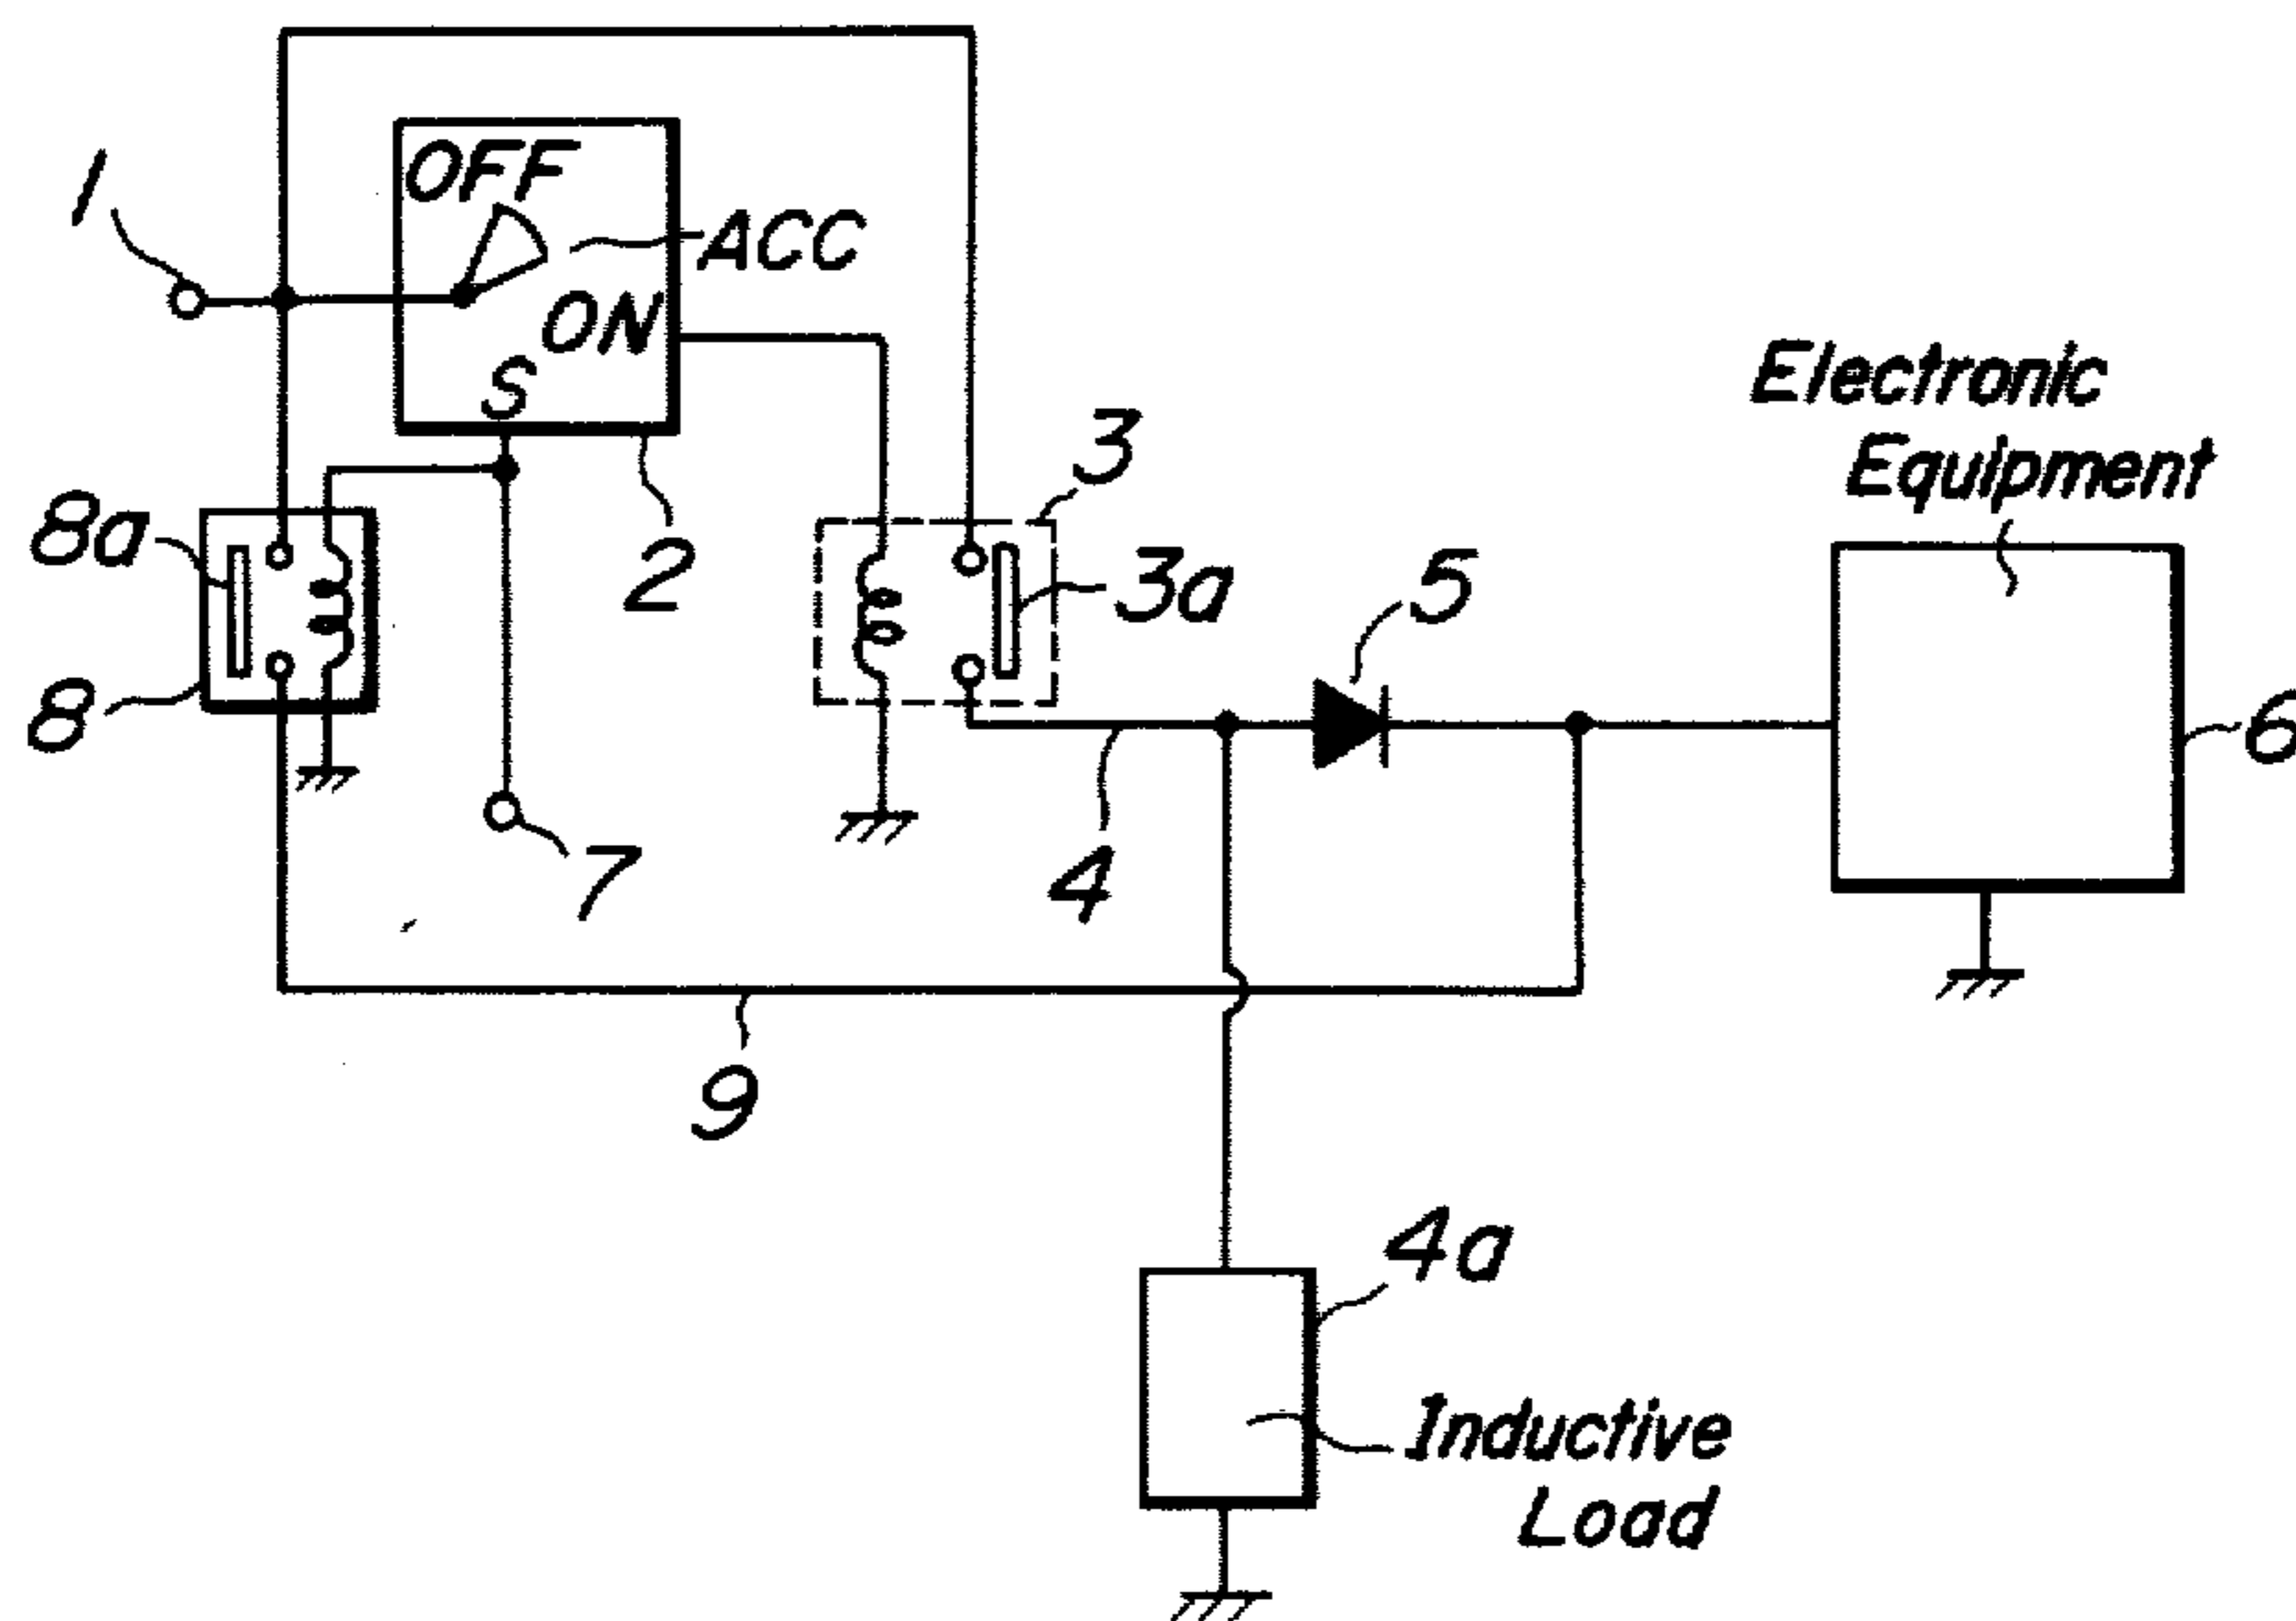 OFF
1
ACC
ON
S
Electronic
Equipment
3
8a
2
3a
5
8
6
7
4
9
4a
Inductive
Load